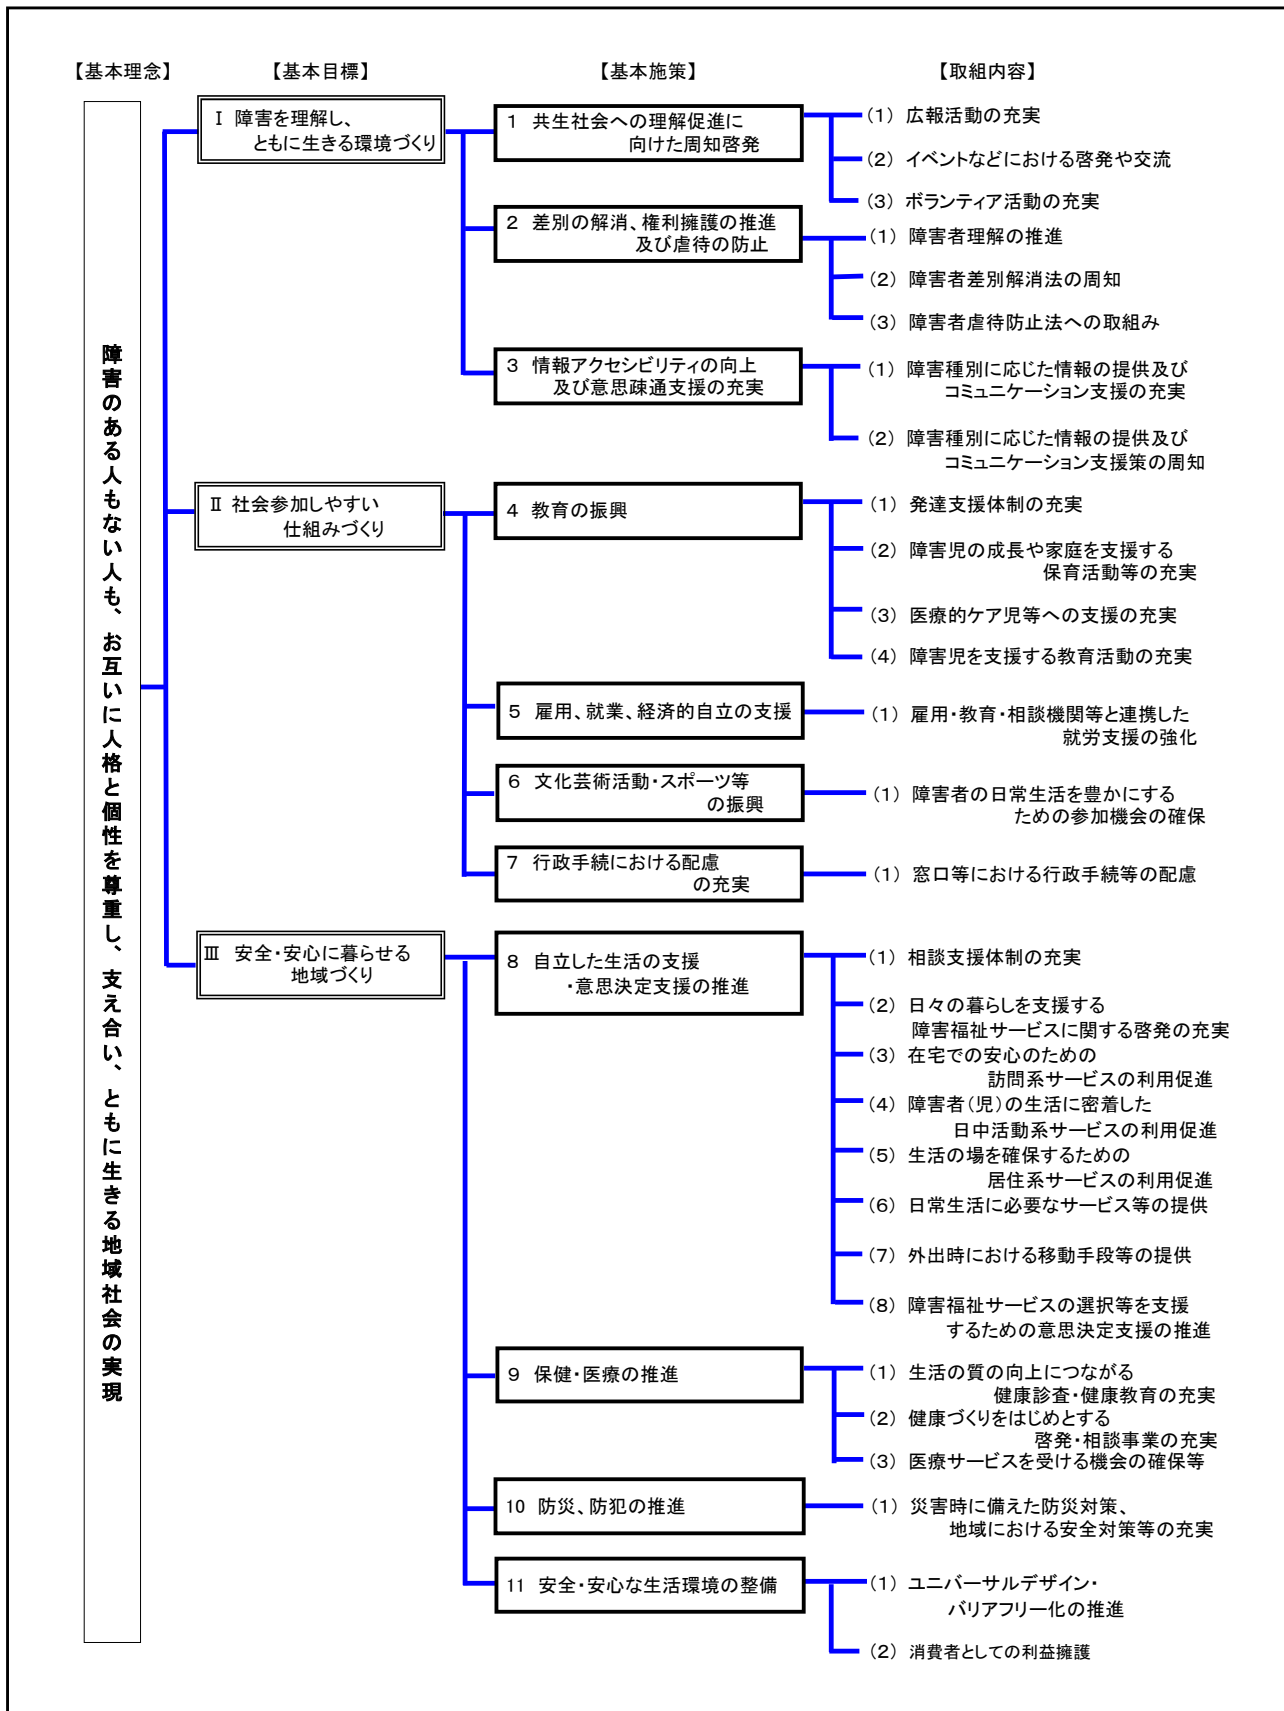 【基本理念】 【基本目標】 【基本施策】 【取組内容】
障害のある人もない人も、お互いに人格と個性を尊重し、支え合い、ともに生きる地域社会の実現
Ⅰ 障害を理解し、
ともに生きる環境づくり
1 共生社会への理解促進に
向けた周知啓発
(1) 広報活動の充実
(2) イベントなどにおける啓発や交流
(3) ボランティア活動の充実
2 差別の解消、権利擁護の推進
及び虐待の防止
(1) 障害者理解の推進
(2) 障害者差別解消法の周知
(3) 障害者虐待防止法への取組み
3 情報アクセシビリティの向上
及び意思疎通支援の充実
(1) 障害種別に応じた情報の提供及び
コミュニケーション支援の充実
(2) 障害種別に応じた情報の提供及び
コミュニケーション支援策の周知
Ⅱ 社会参加しやすい
仕組みづくり
4 教育の振興
(1) 発達支援体制の充実
(2) 障害児の成長や家庭を支援する
保育活動等の充実
(3) 医療的ケア児等への支援の充実
(4) 障害児を支援する教育活動の充実
5 雇用、就業、経済的自立の支援
(1) 雇用・教育・相談機関等と連携した
就労支援の強化
6 文化芸術活動・スポーツ等
の振興
(1) 障害者の日常生活を豊かにする
ための参加機会の確保
7 行政手続における配慮
の充実
(1) 窓口等における行政手続等の配慮
Ⅲ 安全・安心に暮らせる
地域づくり
8 自立した生活の支援
・意思決定支援の推進
(1) 相談支援体制の充実
(2) 日々の暮らしを支援する
障害福祉サービスに関する啓発の充実
(3) 在宅での安心のための
訪問系サービスの利用促進
(4) 障害者(児)の生活に密着した
日中活動系サービスの利用促進
(5) 生活の場を確保するための
居住系サービスの利用促進
(6) 日常生活に必要なサービス等の提供
(7) 外出時における移動手段等の提供
(8) 障害福祉サービスの選択等を支援
するための意思決定支援の推進
9 保健・医療の推進
(1) 生活の質の向上につながる
健康診査・健康教育の充実
(2) 健康づくりをはじめとする
啓発・相談事業の充実
(3) 医療サービスを受ける機会の確保等
10 防災、防犯の推進
(1) 災害時に備えた防災対策、
地域における安全対策等の充実
11 安全・安心な生活環境の整備
(1) ユニバーサルデザイン・
バリアフリー化の推進
(2) 消費者としての利益擁護